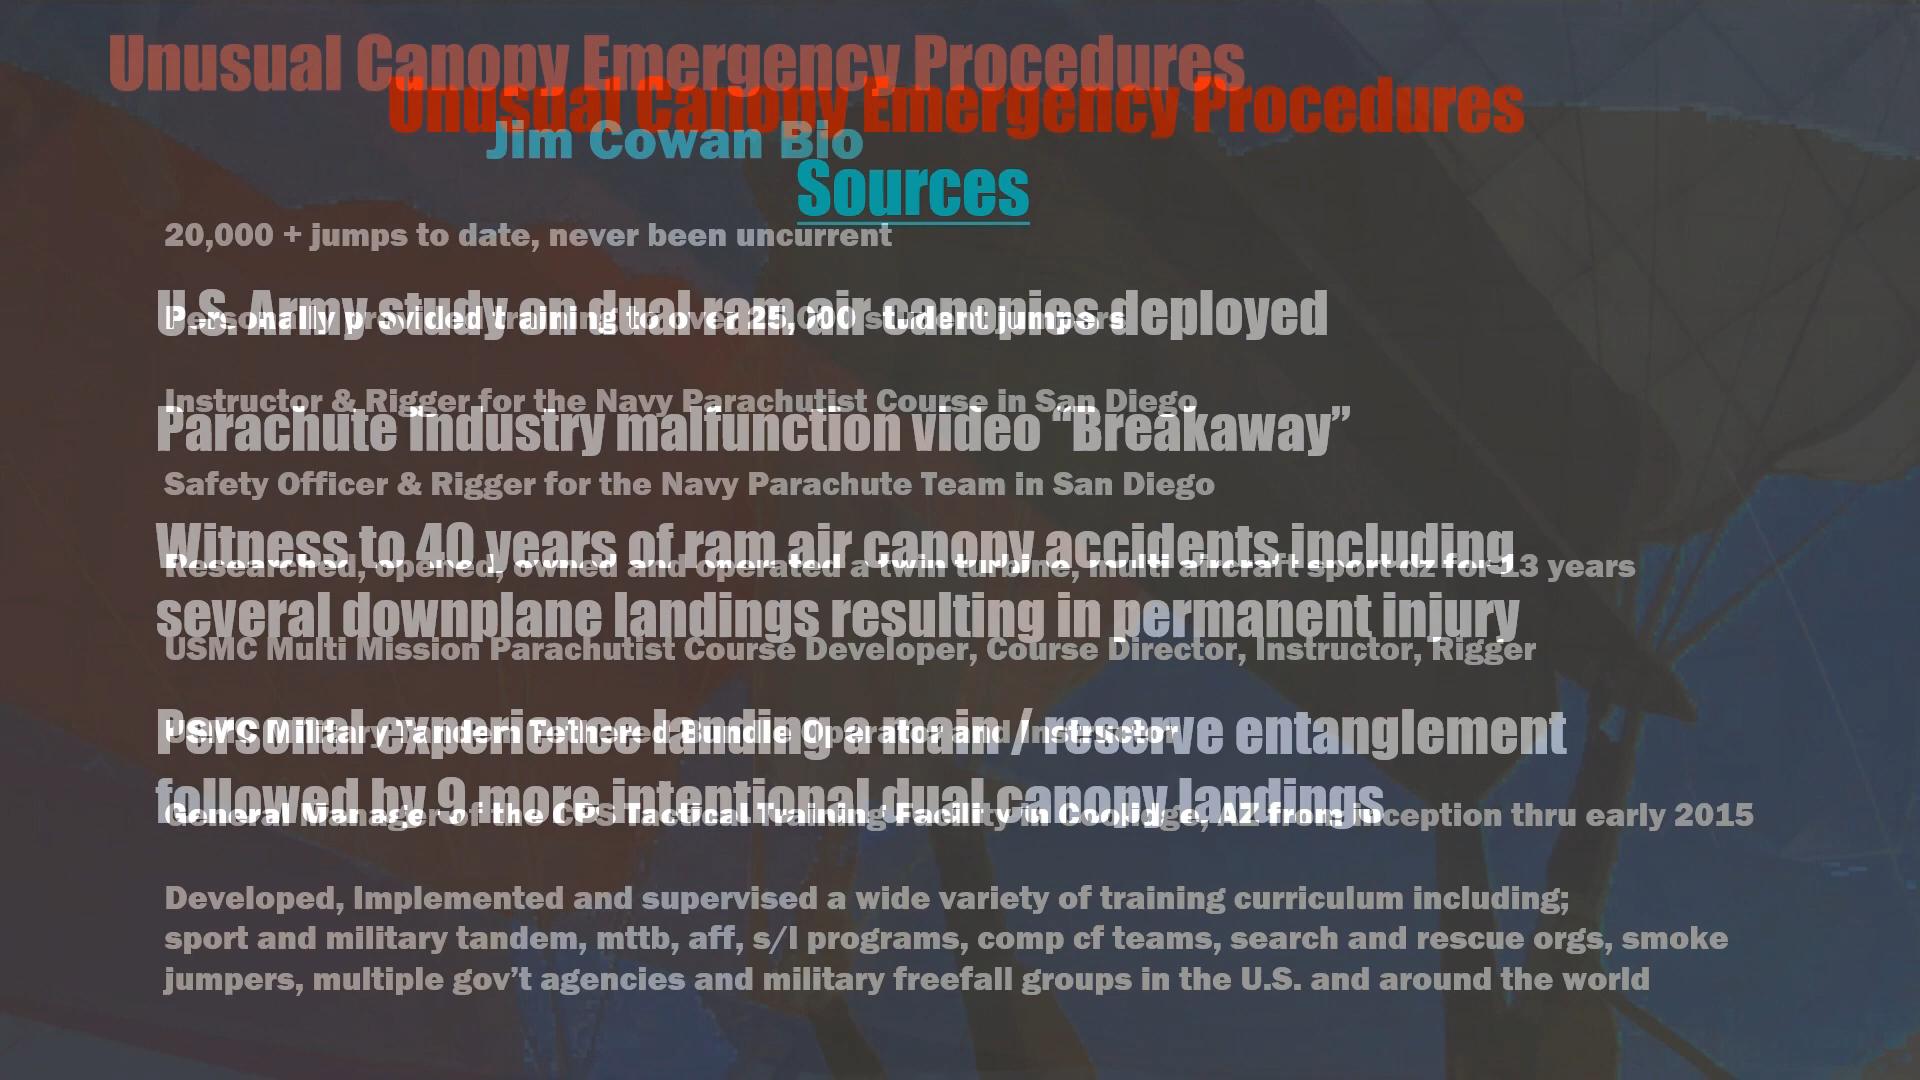 Unusual Canopy Emergency Procedures
Jim Cowan Bio
20,000 + jumps to date, never been uncurrent
Personally provided training to over 25,000 student jumpers
Instructor & Rigger for the Navy Parachutist Course in San Diego
Safety Officer & Rigger for the Navy Parachute Team in San Diego
Researched, opened, owned and operated a twin turbine, multi aircraft sport dz for 13 years
USMC Multi Mission Parachutist Course Developer, Course Director, Instructor, Rigger
USMC Military Tandem Tethered Bundle Operator and Instructor
General Manager of the CPS Tactical Training Facility in Coolidge, AZ from inception thru early 2015
Developed, Implemented and supervised a wide variety of training curriculum including;
sport and military tandem, mttb, aff, s/l programs, comp cf teams, search and rescue orgs, smoke
jumpers, multiple gov’t agencies and military freefall groups in the U.S. and around the world
Unusual Canopy Emergency Procedures
Sources
U.S. Army study on dual ram air canopies deployed
Parachute Industry malfunction video “Breakaway”
Witness to 40 years of ram air canopy accidents including
several downplane landings resulting in permanent injury
Personal experience landing a main / reserve entanglement
followed by 9 more intentional dual canopy landings